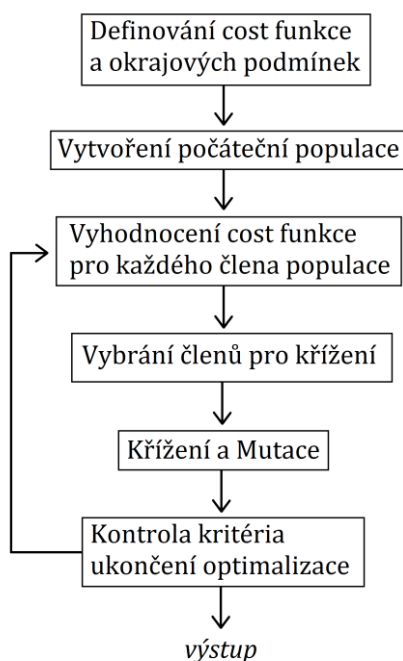 Definování cost funkce
a okrajových podmínek
Vytvoření počáteční populace
Vyhodnocení cost funkce
pro každého člena populace
Vybrání členů pro křížení
Křížení a Mutace
Kontrola kritéria
ukončení optimalizace
výstup